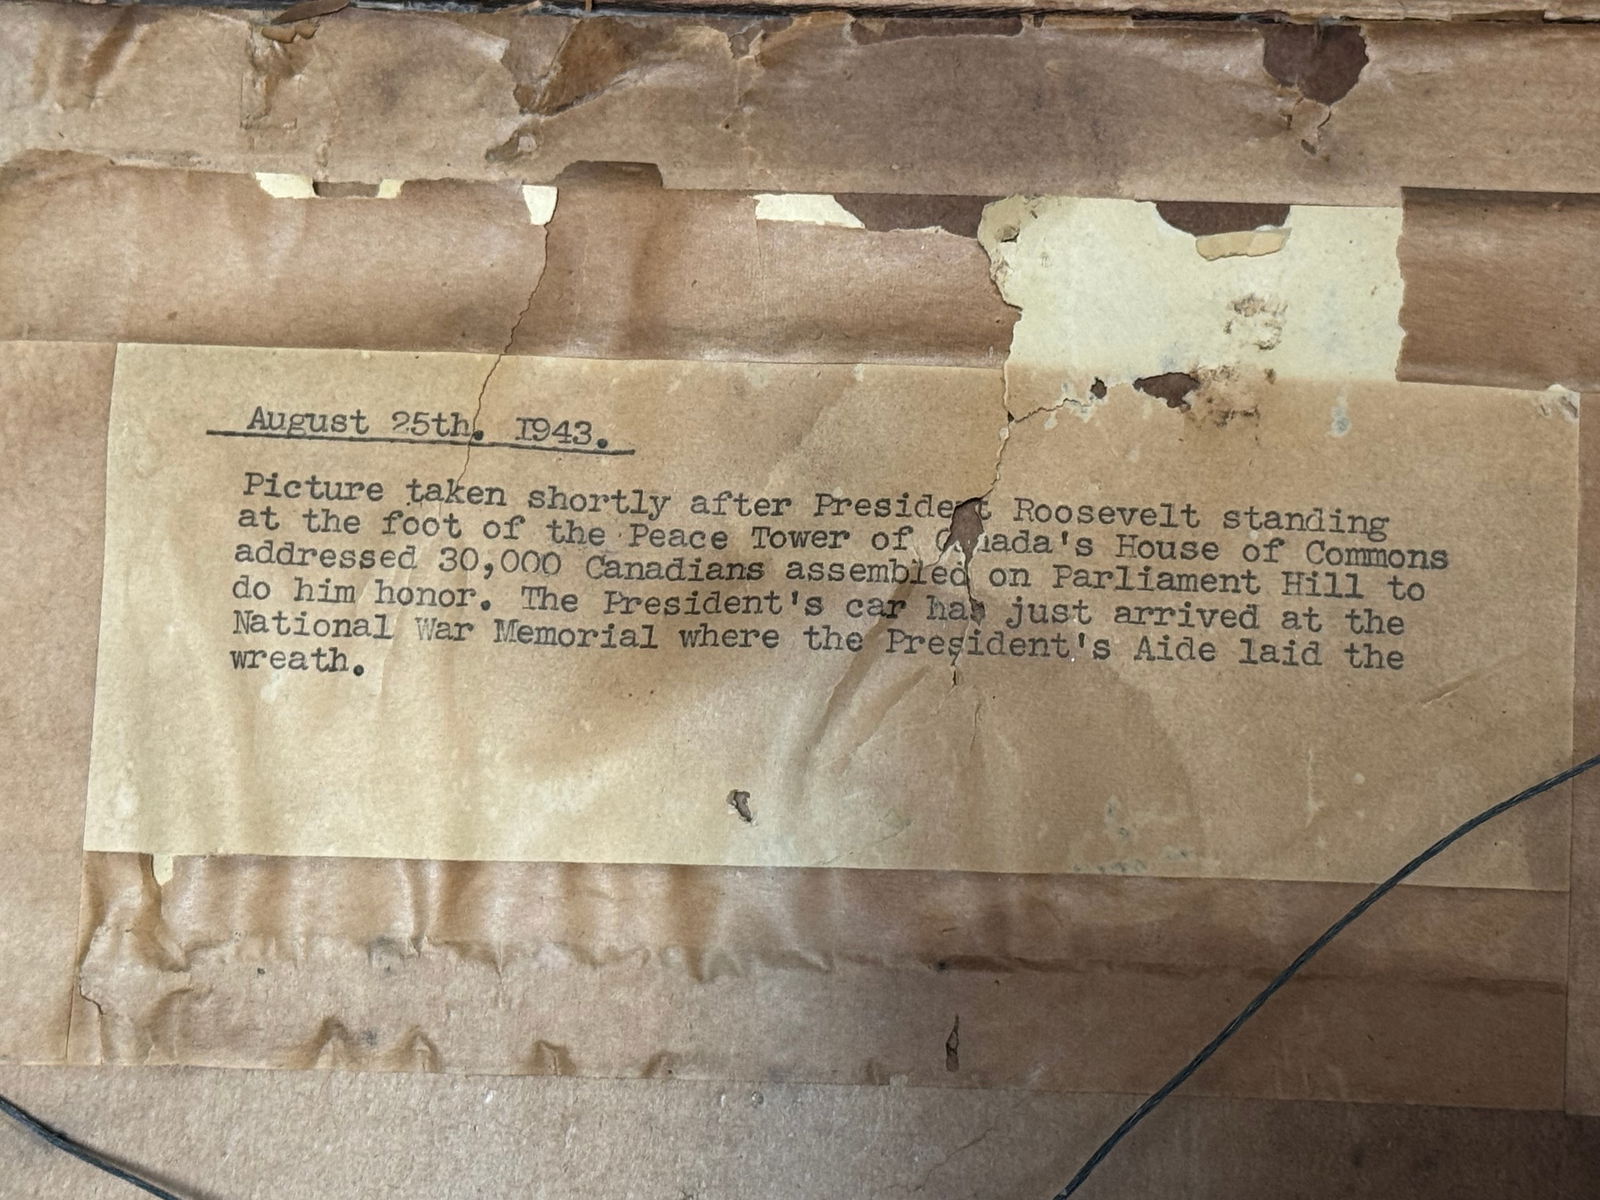 August 25th. 1943.
Picture taken shortly after President Roosevelt standing
at the foot of the Peace Tower of Canada's House of Commons
addressed 30,000 Canadians assembled on Parliament Hill to
do him honor. The President's car has just arrived at the
National War Memorial where the President's Aide laid the
wreath.